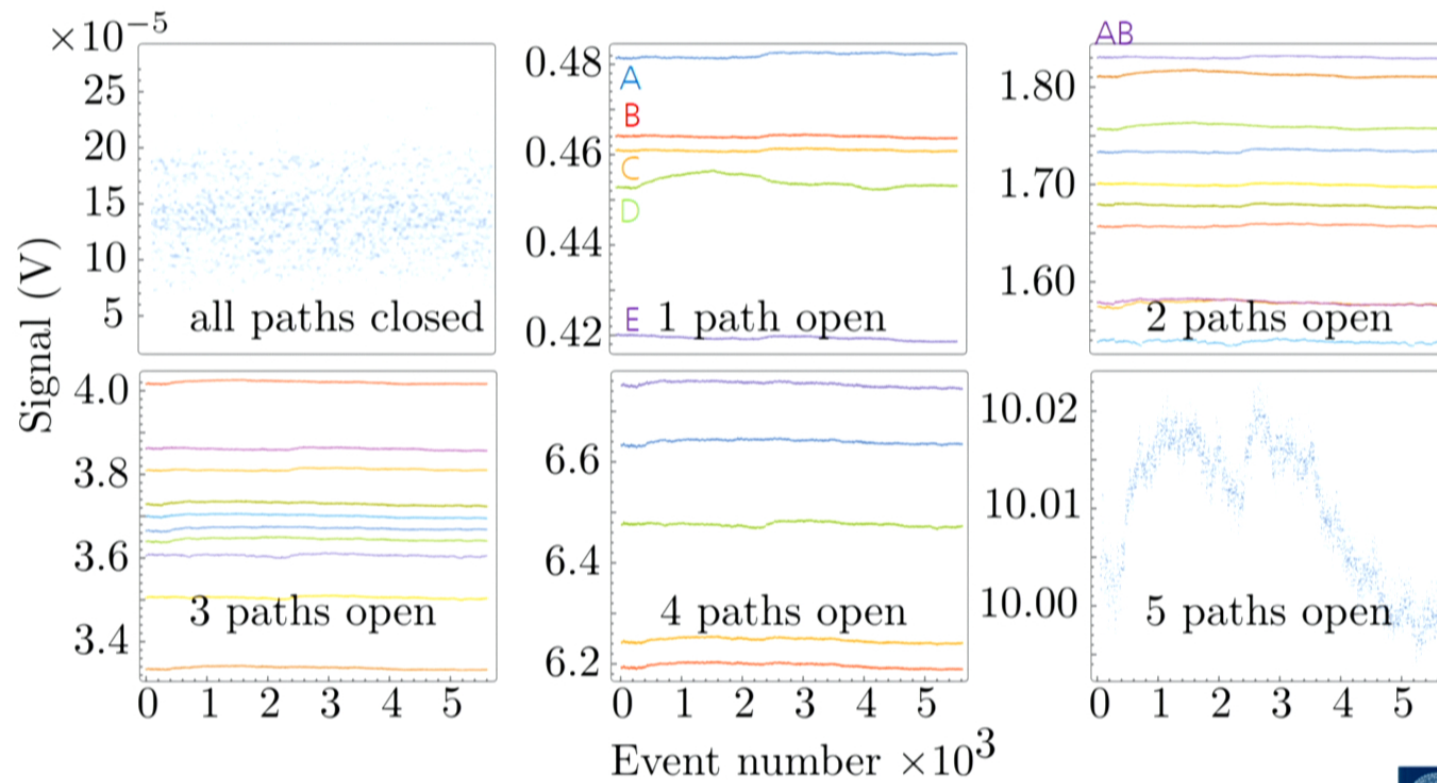 ×10−5
25
20
15
10
5
all paths closed
0.48
0.46
0.44
0.42
A
B
C
D
E 1 path open
AB
1.80
1.70
1.60
2 paths open
Signal (V)
4.0
3.8
3.6
3.4
3 paths open
0 1 2 3 4 5
6.6
6.4
6.2
4 paths open
0 1 2 3 4 5
10.02
10.01
10.00
5 paths open
0 1 2 3 4 5
Event number ×10³